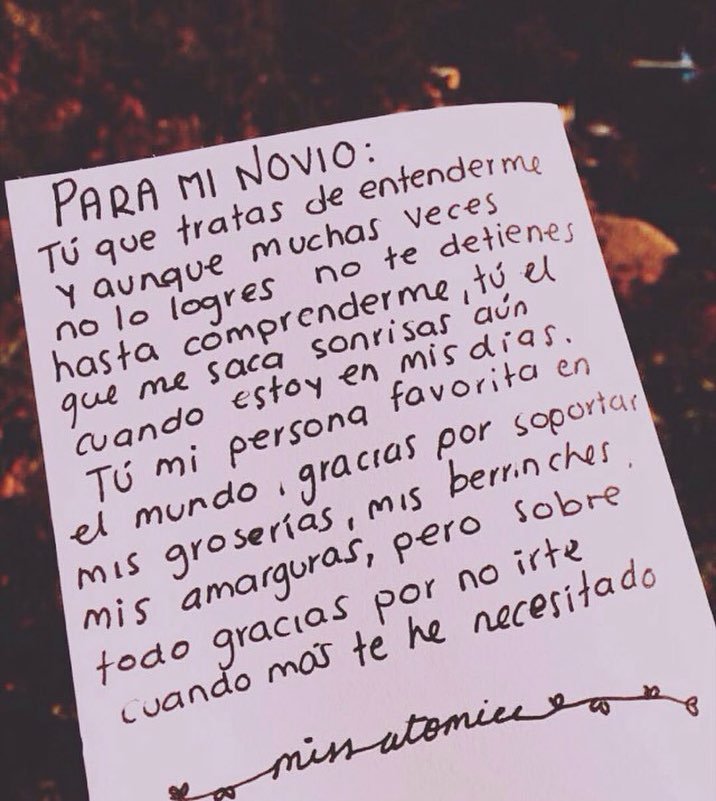 PARA MI NOVIO:
Tú que tratas de entenderme
y aunque muchas veces
no lo logres no te detienes
hasta comprenderme, tú el
que me saca sonrisas aún
cuando estoy en mis días.
Tú mi persona favorita en
el mundo, gracias por soportar
mis groserías, mis berrinches.
mis amarguras, pero sobre
todo gracias por no irte
cuando más te he necesitado
miss atomicc